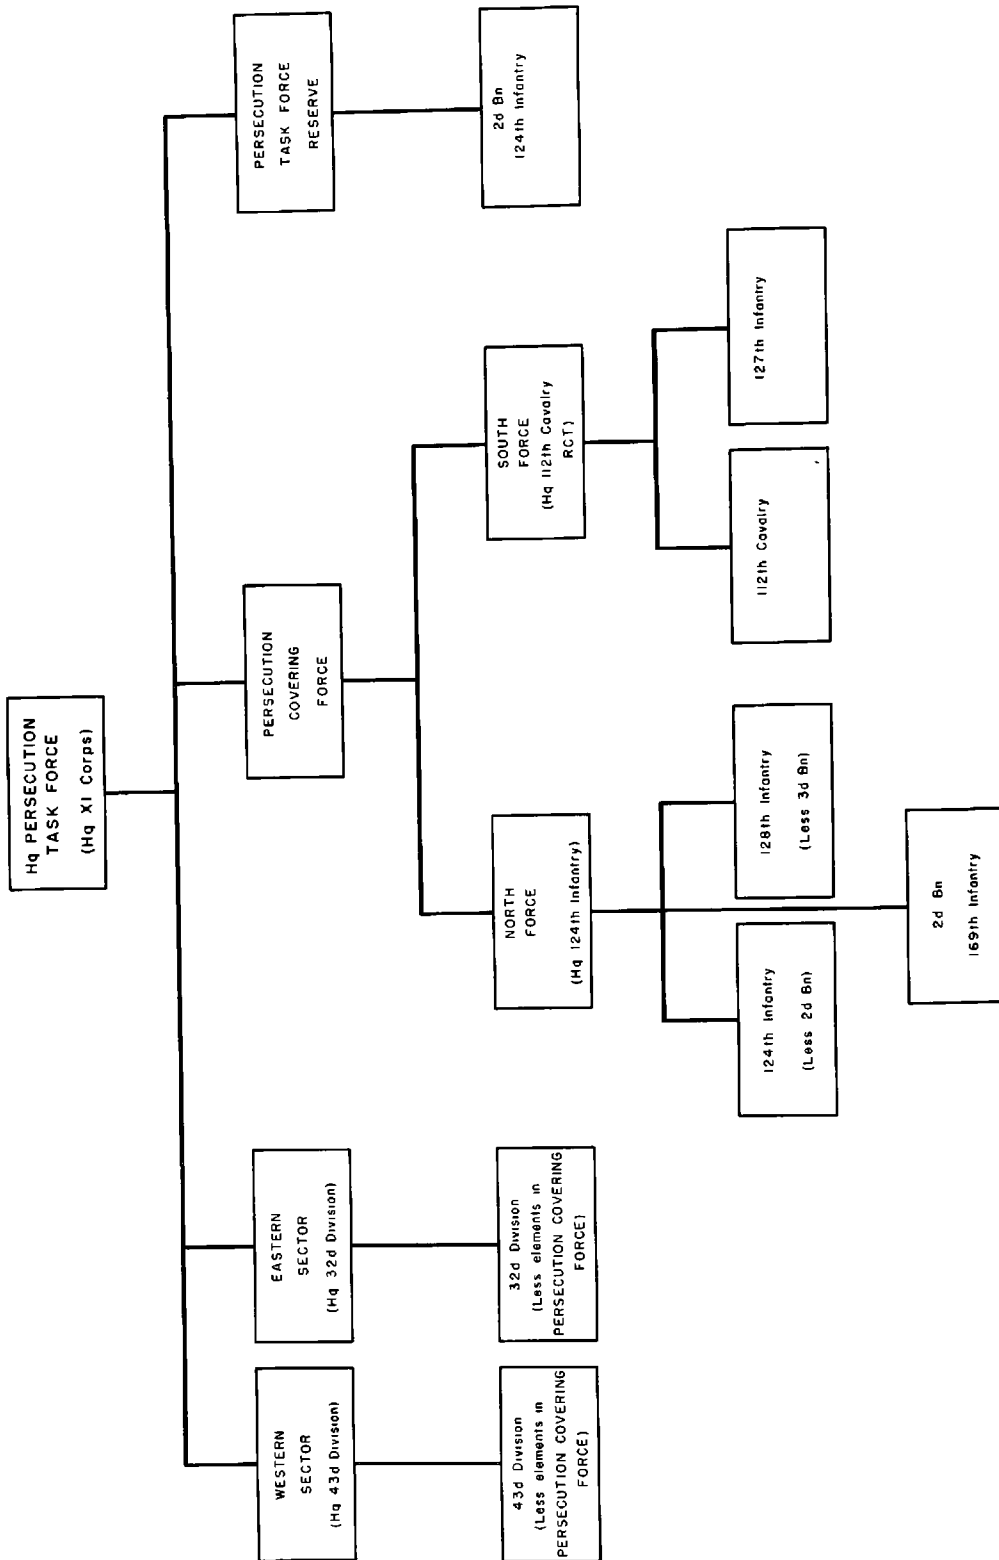 Hq PERSECUTION
TASK FORCE
(Hq XI Corps)
WESTERN
SECTOR
(Hq 43d Division)
EASTERN
SECTOR
(Hq 32d Division)
PERSECUTION
COVERING
FORCE
PERSECUTION
TASK FORCE
RESERVE
43d Division
(Less elements in
PERSECUTION COVERING
FORCE)
32d Division
(Less elements in
PERSECUTION COVERING
FORCE)
NORTH
FORCE
(Hq 124th Infantry)
SOUTH
FORCE
(Hq 112th Cavalry
RCT)
2d Bn
124th Infantry
124th Infantry
(Less 2d Bn)
128th Infantry
(Less 3d Bn)
112th Cavalry
127th Infantry
2d Bn
169th Infantry